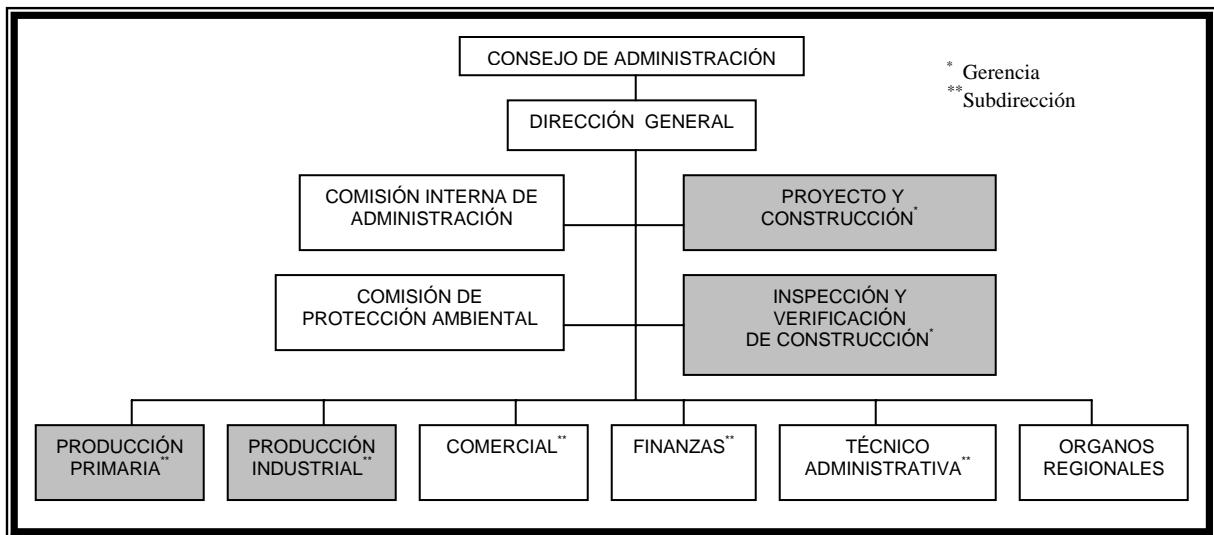 CONSEJO DE ADMINISTRACIÓN
* Gerencia
**Subdirección
DIRECCIÓN GENERAL
COMISIÓN INTERNA DE
ADMINISTRACIÓN
PROYECTO Y
CONSTRUCCIÓN*
COMISIÓN DE
PROTECCIÓN AMBIENTAL
INSPECCIÓN Y
VERIFICACIÓN
DE CONSTRUCCIÓN*
PRODUCCIÓN
PRIMARIA**
PRODUCCIÓN
INDUSTRIAL**
COMERCIAL**
FINANZAS**
TÉCNICO
ADMINISTRATIVA**
ORGANOS
REGIONALES